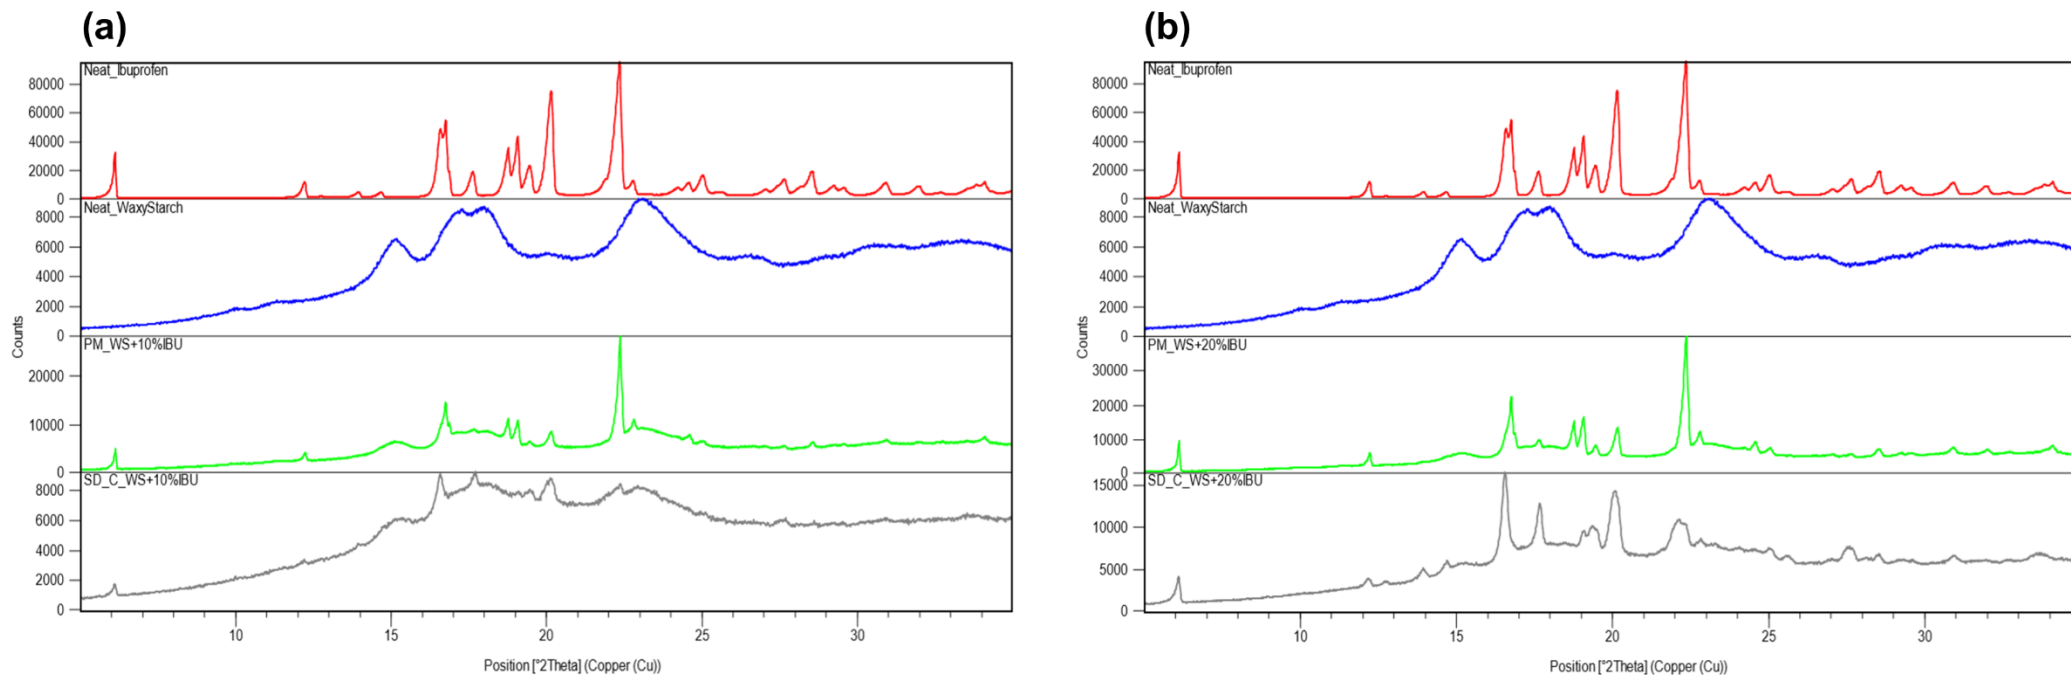 (a)
Neat_Ibuprofen
80000
60000
40000
20000
0
Neat_WaxyStarch
8000
6000
4000
2000
0
PM_WS+10%IBU
20000
10000
0
SD_C_WS+10%IBU
8000
6000
4000
2000
0
Counts
10 15 20 25 30
Position [°2Theta] (Copper (Cu))
(b)
Neat_Ibuprofen
80000
60000
40000
20000
0
Neat_WaxyStarch
8000
6000
4000
2000
0
PM_WS+20%IBU
30000
20000
10000
0
SD_C_WS+20%IBU
15000
10000
5000
0
Counts
10 15 20 25 30
Position [°2Theta] (Copper (Cu))